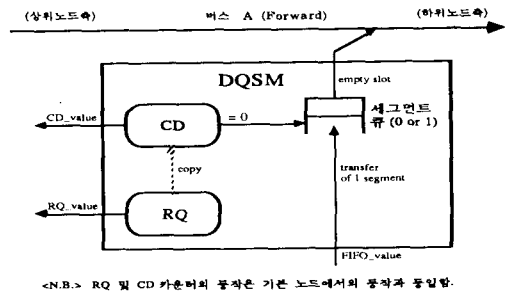 (상위노드측) 버스 A (Forward) (하위노드측)
DQSM
empty slot
세그먼트
큐 (0 or 1)
CD_value
CD
= 0
copy
transfer
of 1 segment
RQ_value
RQ
FIFO_value
<N.B.> RQ 및 CD 카운터의 동작은 기본 노드에서의 동작과 동일함.